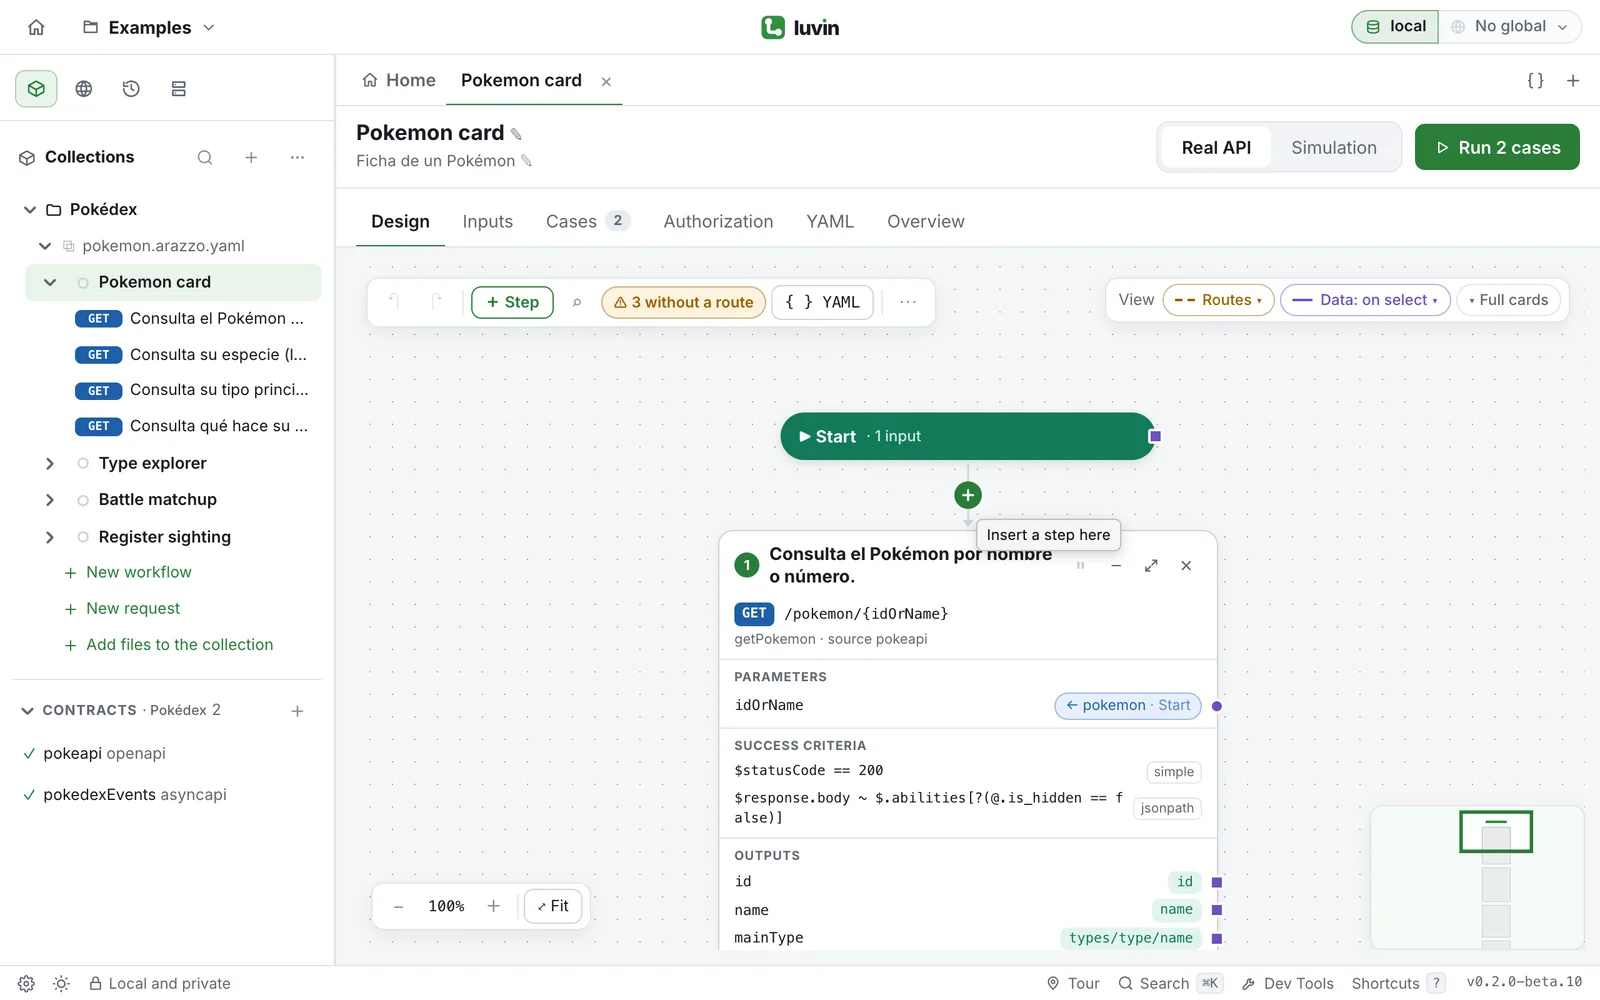 Examples
luvin
local
No global
Home
Pokemon card
{ }
Collections
Pokédex
pokemon.arazzo.yaml
Pokemon card
GET Consulta el Pokémon ...
GET Consulta su especie (l...
GET Consulta su tipo princi...
GET Consulta qué hace su ...
Type explorer
Battle matchup
Register sighting
+ New workflow
+ New request
+ Add files to the collection
CONTRACTS · Pokédex 2
pokeapi openapi
pokedexEvents asyncapi
Pokemon card
Ficha de un Pokémon
Real API
Simulation
Run 2 cases
Design
Inputs
Cases 2
Authorization
YAML
Overview
+ Step
3 without a route
{ } YAML
...
View
Routes
Data: on select
Full cards
Start · 1 input
Insert a step here
1
Consulta el Pokémon por nombre
o número.
GET /pokemon/{idOrName}
getPokemon · source pokeapi
PARAMETERS
idOrName
← pokemon · Start
SUCCESS CRITERIA
$statusCode == 200
simple
$response.body ~ $.abilities[?(@.is_hidden == f
alse)]
jsonpath
OUTPUTS
id
id
name
name
mainType
types/type/name
− 100% +
Fit
Local and private
Tour
Search ⌘K
Dev Tools
Shortcuts ?
v0.2.0-beta.10